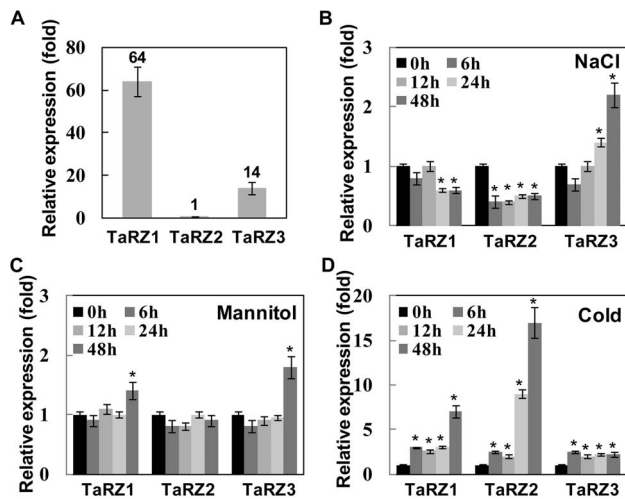 A
Relative expression (fold)
80
60
40
20
0
64
1
14
TaRZ1 TaRZ2 TaRZ3
B
Relative expression (fold)
3
2
1
0
0h 6h
12h 24h
48h
NaCl
* * * * * * * *
TaRZ1 TaRZ2 TaRZ3
C
Relative expression (fold)
3
2
1
0
0h 6h
12h 24h
48h
Mannitol
* *
TaRZ1 TaRZ2 TaRZ3
D
Relative expression (fold)
20
15
10
5
0
0h 6h
12h 24h
48h
Cold
* * * * * * * * * * * *
TaRZ1 TaRZ2 TaRZ3